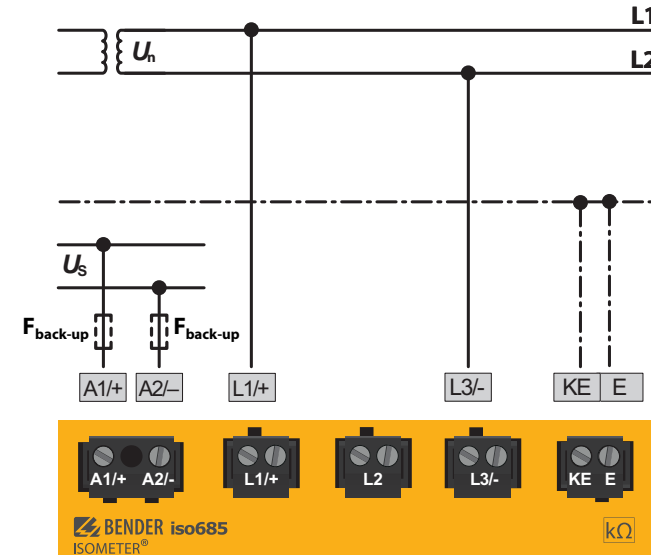 L1
Un
L2
US
Fback-up Fback-up
A1/+ A2/– L1/+ L3/- KE E
A1/+ A2/- L1/+ L2 L3/- KE E
BENDER iso685
ISOMETER® kΩ